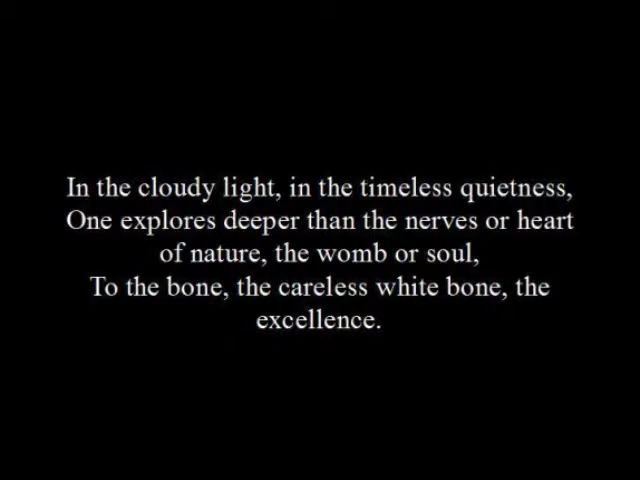 In the cloudy light, in the timeless quietness,
One explores deeper than the nerves or heart
of nature, the womb or soul,
To the bone, the careless white bone, the
excellence.